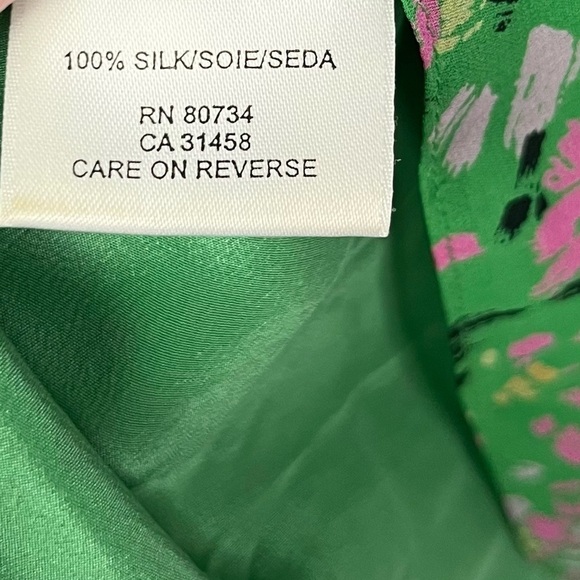 100% SILK/SOIE/SEDA
RN 80734
CA 31458
CARE ON REVERSE